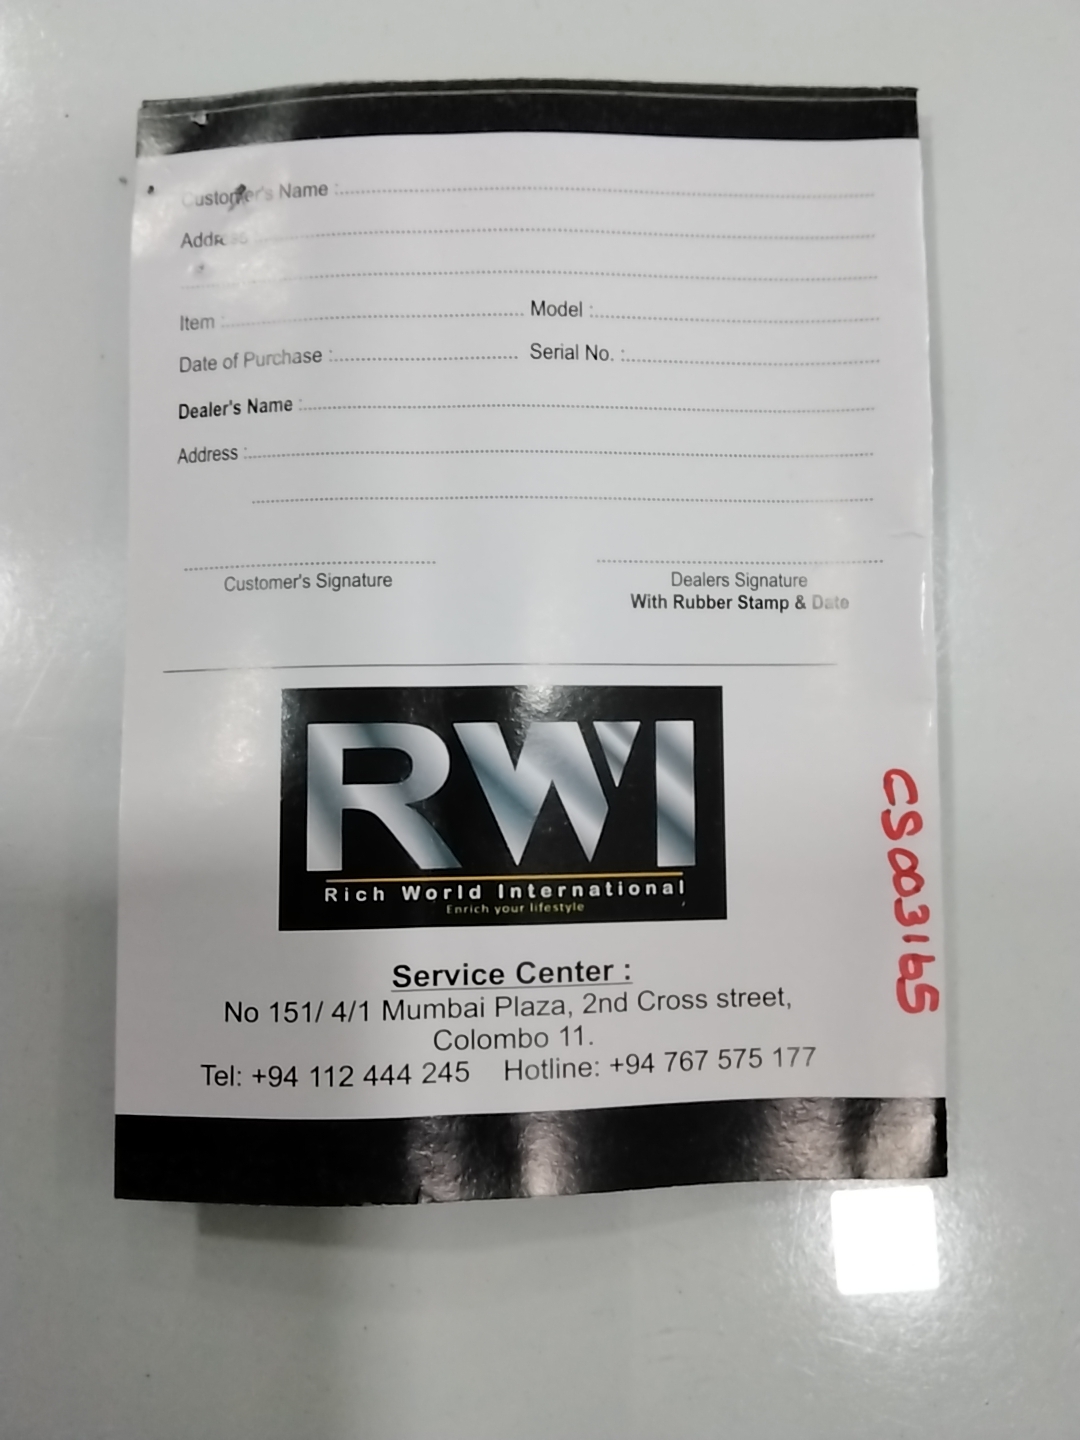 Customer's Name :
Address
Item : Model :
Date of Purchase : Serial No. :
Dealer's Name :
Address :
Customer's Signature Dealers Signature
With Rubber Stamp & Date
RWI
Rich World International
Enrich your lifestyle
Service Center :
No 151/ 4/1 Mumbai Plaza, 2nd Cross street,
Colombo 11.
Tel: +94 112 444 245 Hotline: +94 767 575 177
CS003165